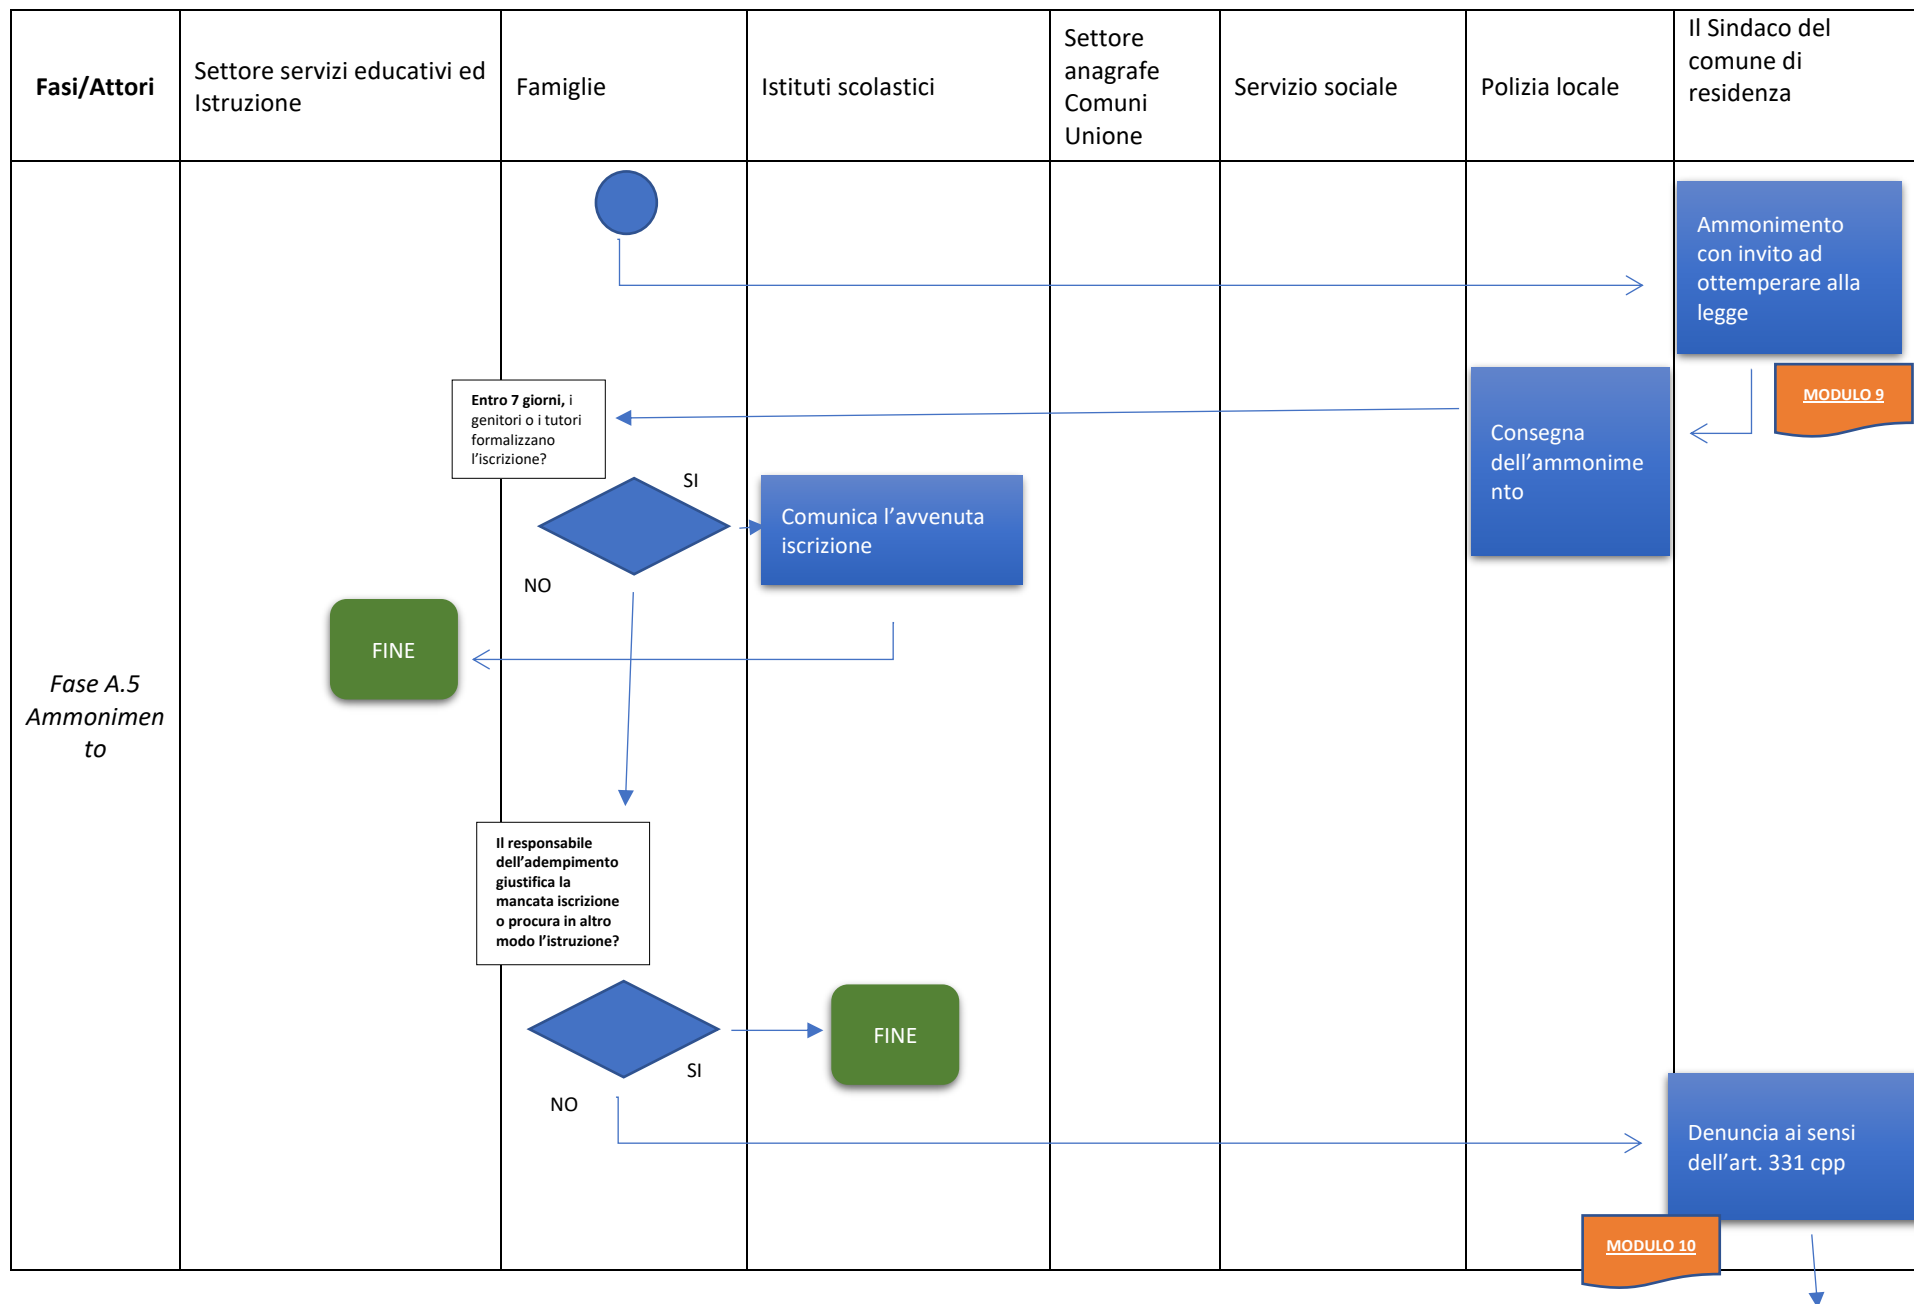 Fasi/Attori
Settore servizi educativi ed
Istruzione
Famiglie
Istituti scolastici
Settore
anagrafe
Comuni
Unione
Servizio sociale
Polizia locale
Il Sindaco del
comune di
residenza
Fase A.5
Ammonimen
to
Ammonimento
con invito ad
ottemperare alla
legge
MODULO 9
Consegna
dell’ammonime
nto
Entro 7 giorni, i
genitori o i tutori
formalizzano
l’iscrizione?
SI
Comunica l’avvenuta
iscrizione
NO
FINE
Il responsabile
dell’adempimento
giustifica la
mancata iscrizione
o procura in altro
modo l’istruzione?
FINE
SI
NO
Denuncia ai sensi
dell’art. 331 cpp
MODULO 10